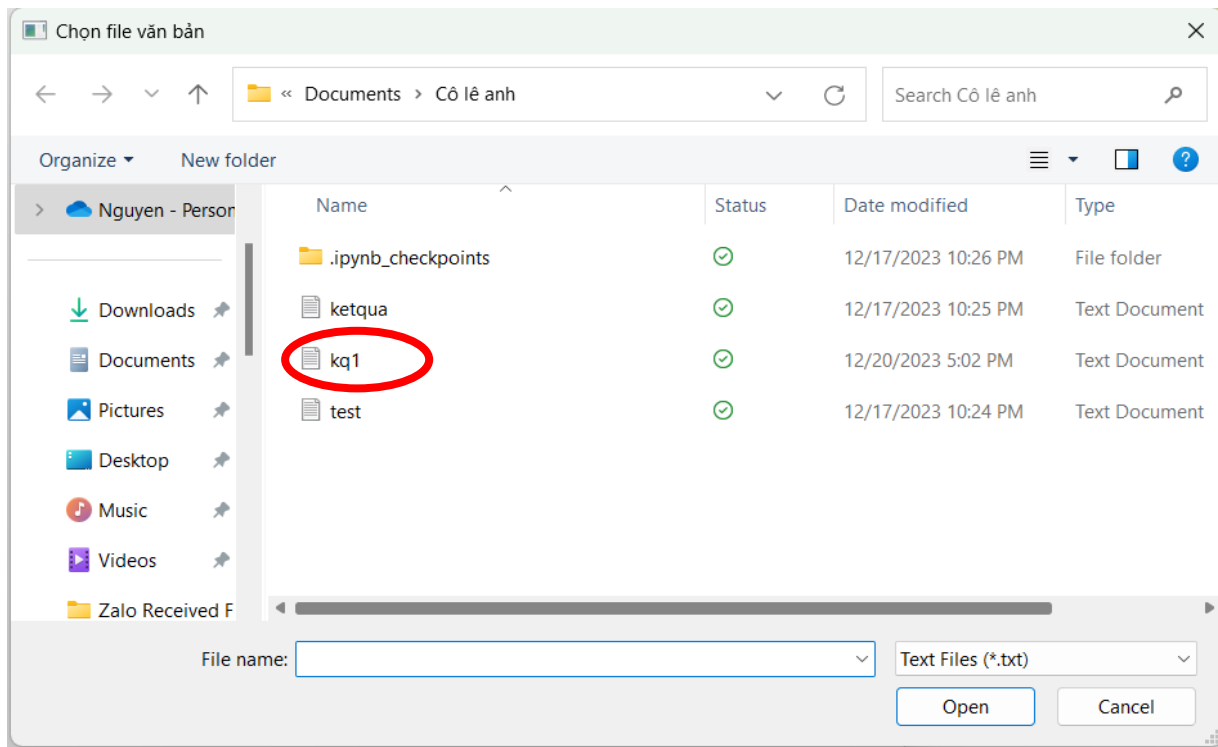 Chọn file văn bản
« Documents > Cô lê anh
Search Cô lê anh
Organize New folder
Nguyen - Person
Downloads
Documents
Pictures
Desktop
Music
Videos
Zalo Received F
Name Status Date modified Type
.ipynb_checkpoints 12/17/2023 10:26 PM File folder
ketqua 12/17/2023 10:25 PM Text Document
kq1 12/20/2023 5:02 PM Text Document
test 12/17/2023 10:24 PM Text Document
File name: Text Files (*.txt)
Open Cancel